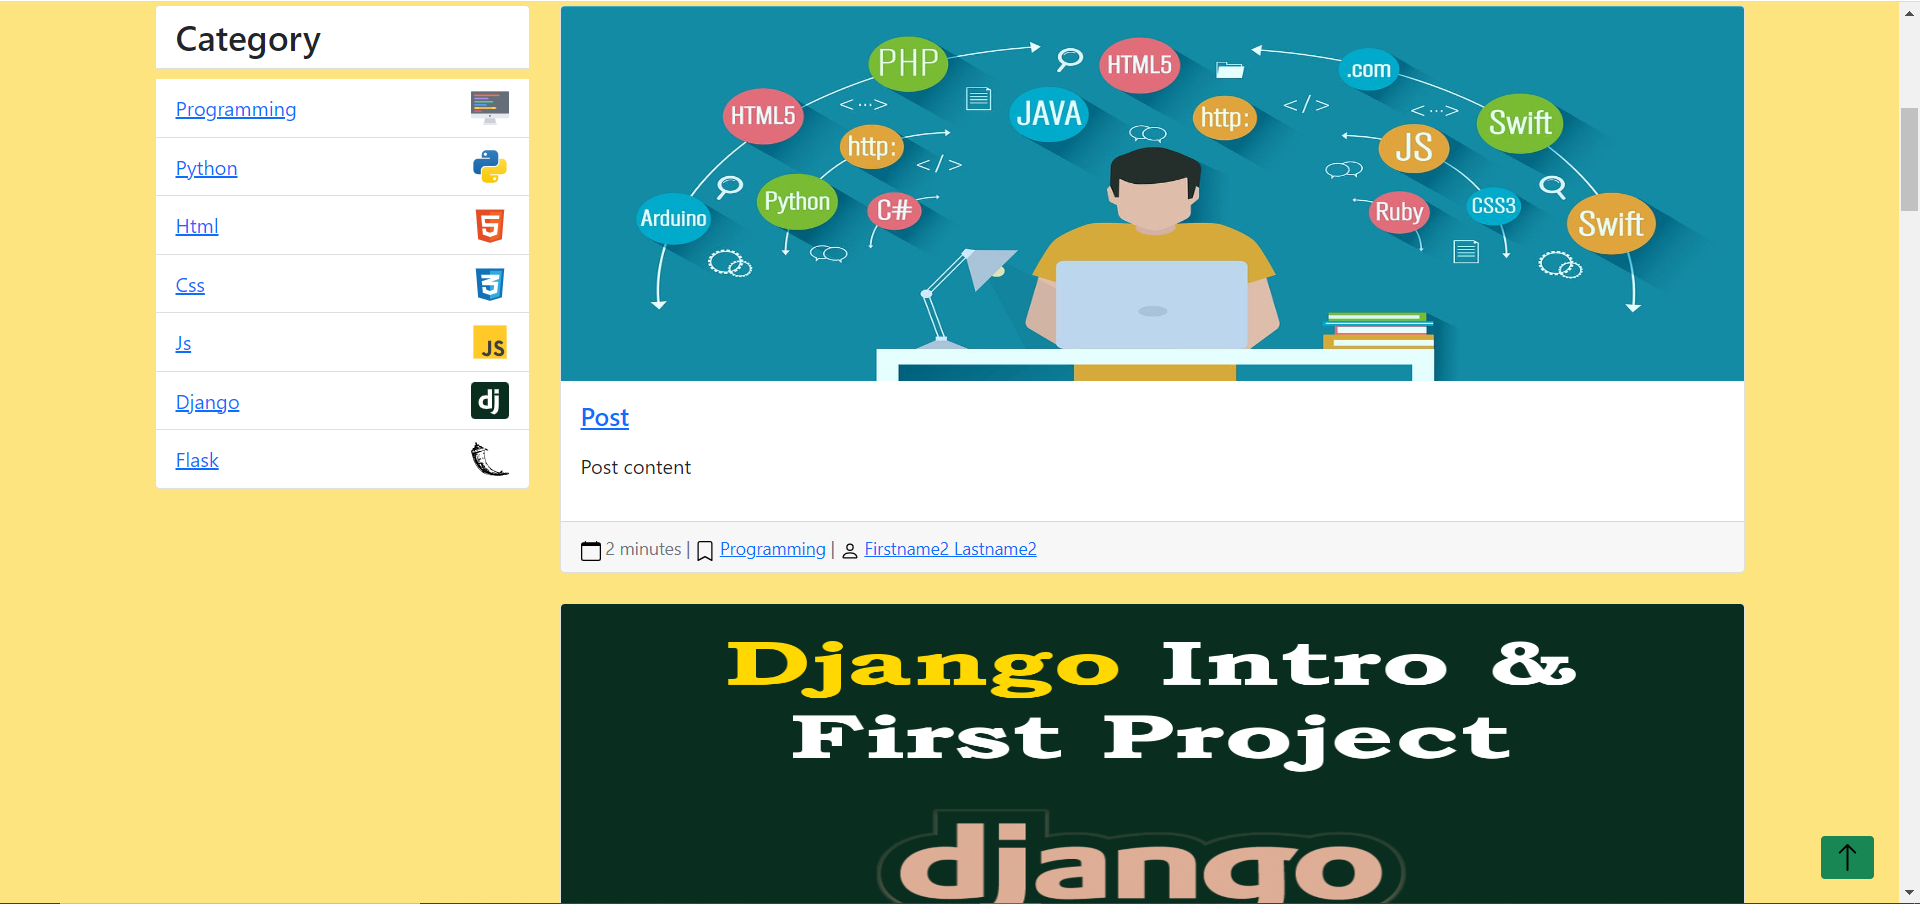 Category
Programming
Python
Html
Css
Js
JS
Django
dj
Flask
PHP
HTML5
.com
HTML5
JAVA
http:
Swift
http:
JS
Python
C#
Ruby
CSS3
Arduino
Swift
<...>
</>
</>
<...>
Post
Post content
2 minutes | Programming | Firstname2 Lastname2
Django Intro &
First Project
django